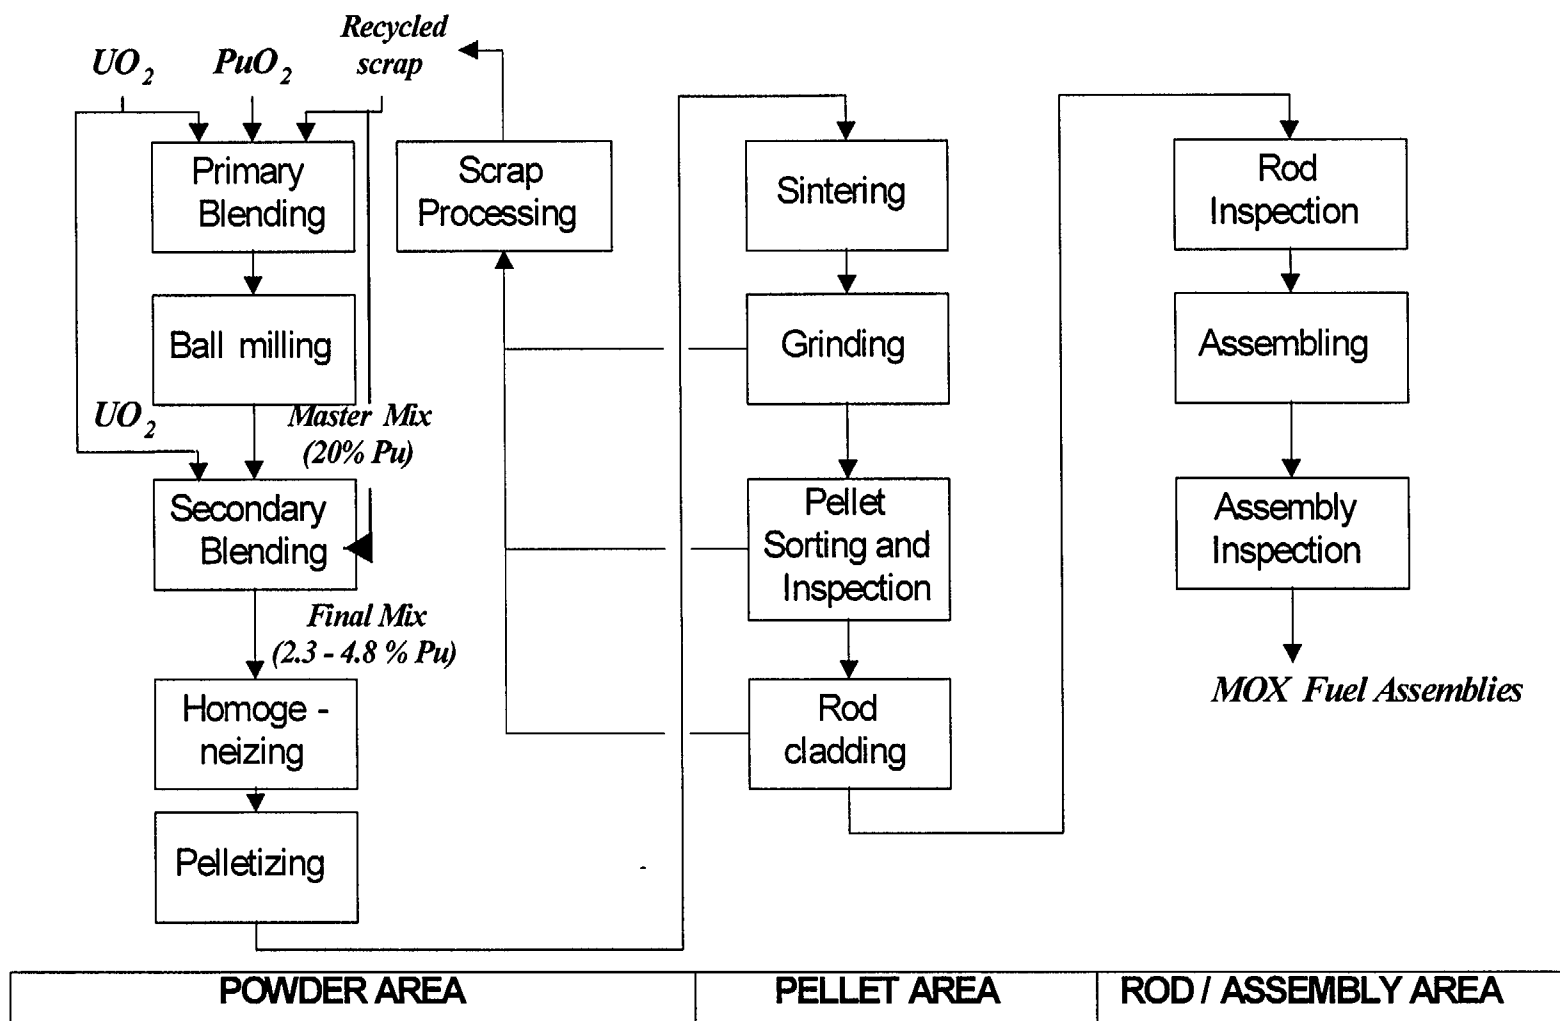 UO2
PuO2
Recycled
scrap
Primary
Blending
Scrap
Processing
Ball milling
UO2
Master Mix
(20% Pu)
Secondary
Blending
Final Mix
(2.3 - 4.8 % Pu)
Homoge -
neizing
Pelletizing
Sintering
Grinding
Pellet
Sorting and
Inspection
Rod
cladding
Rod
Inspection
Assembling
Assembly
Inspection
MOX Fuel Assemblies
POWDER AREA
PELLET AREA
ROD / ASSEMBLY AREA